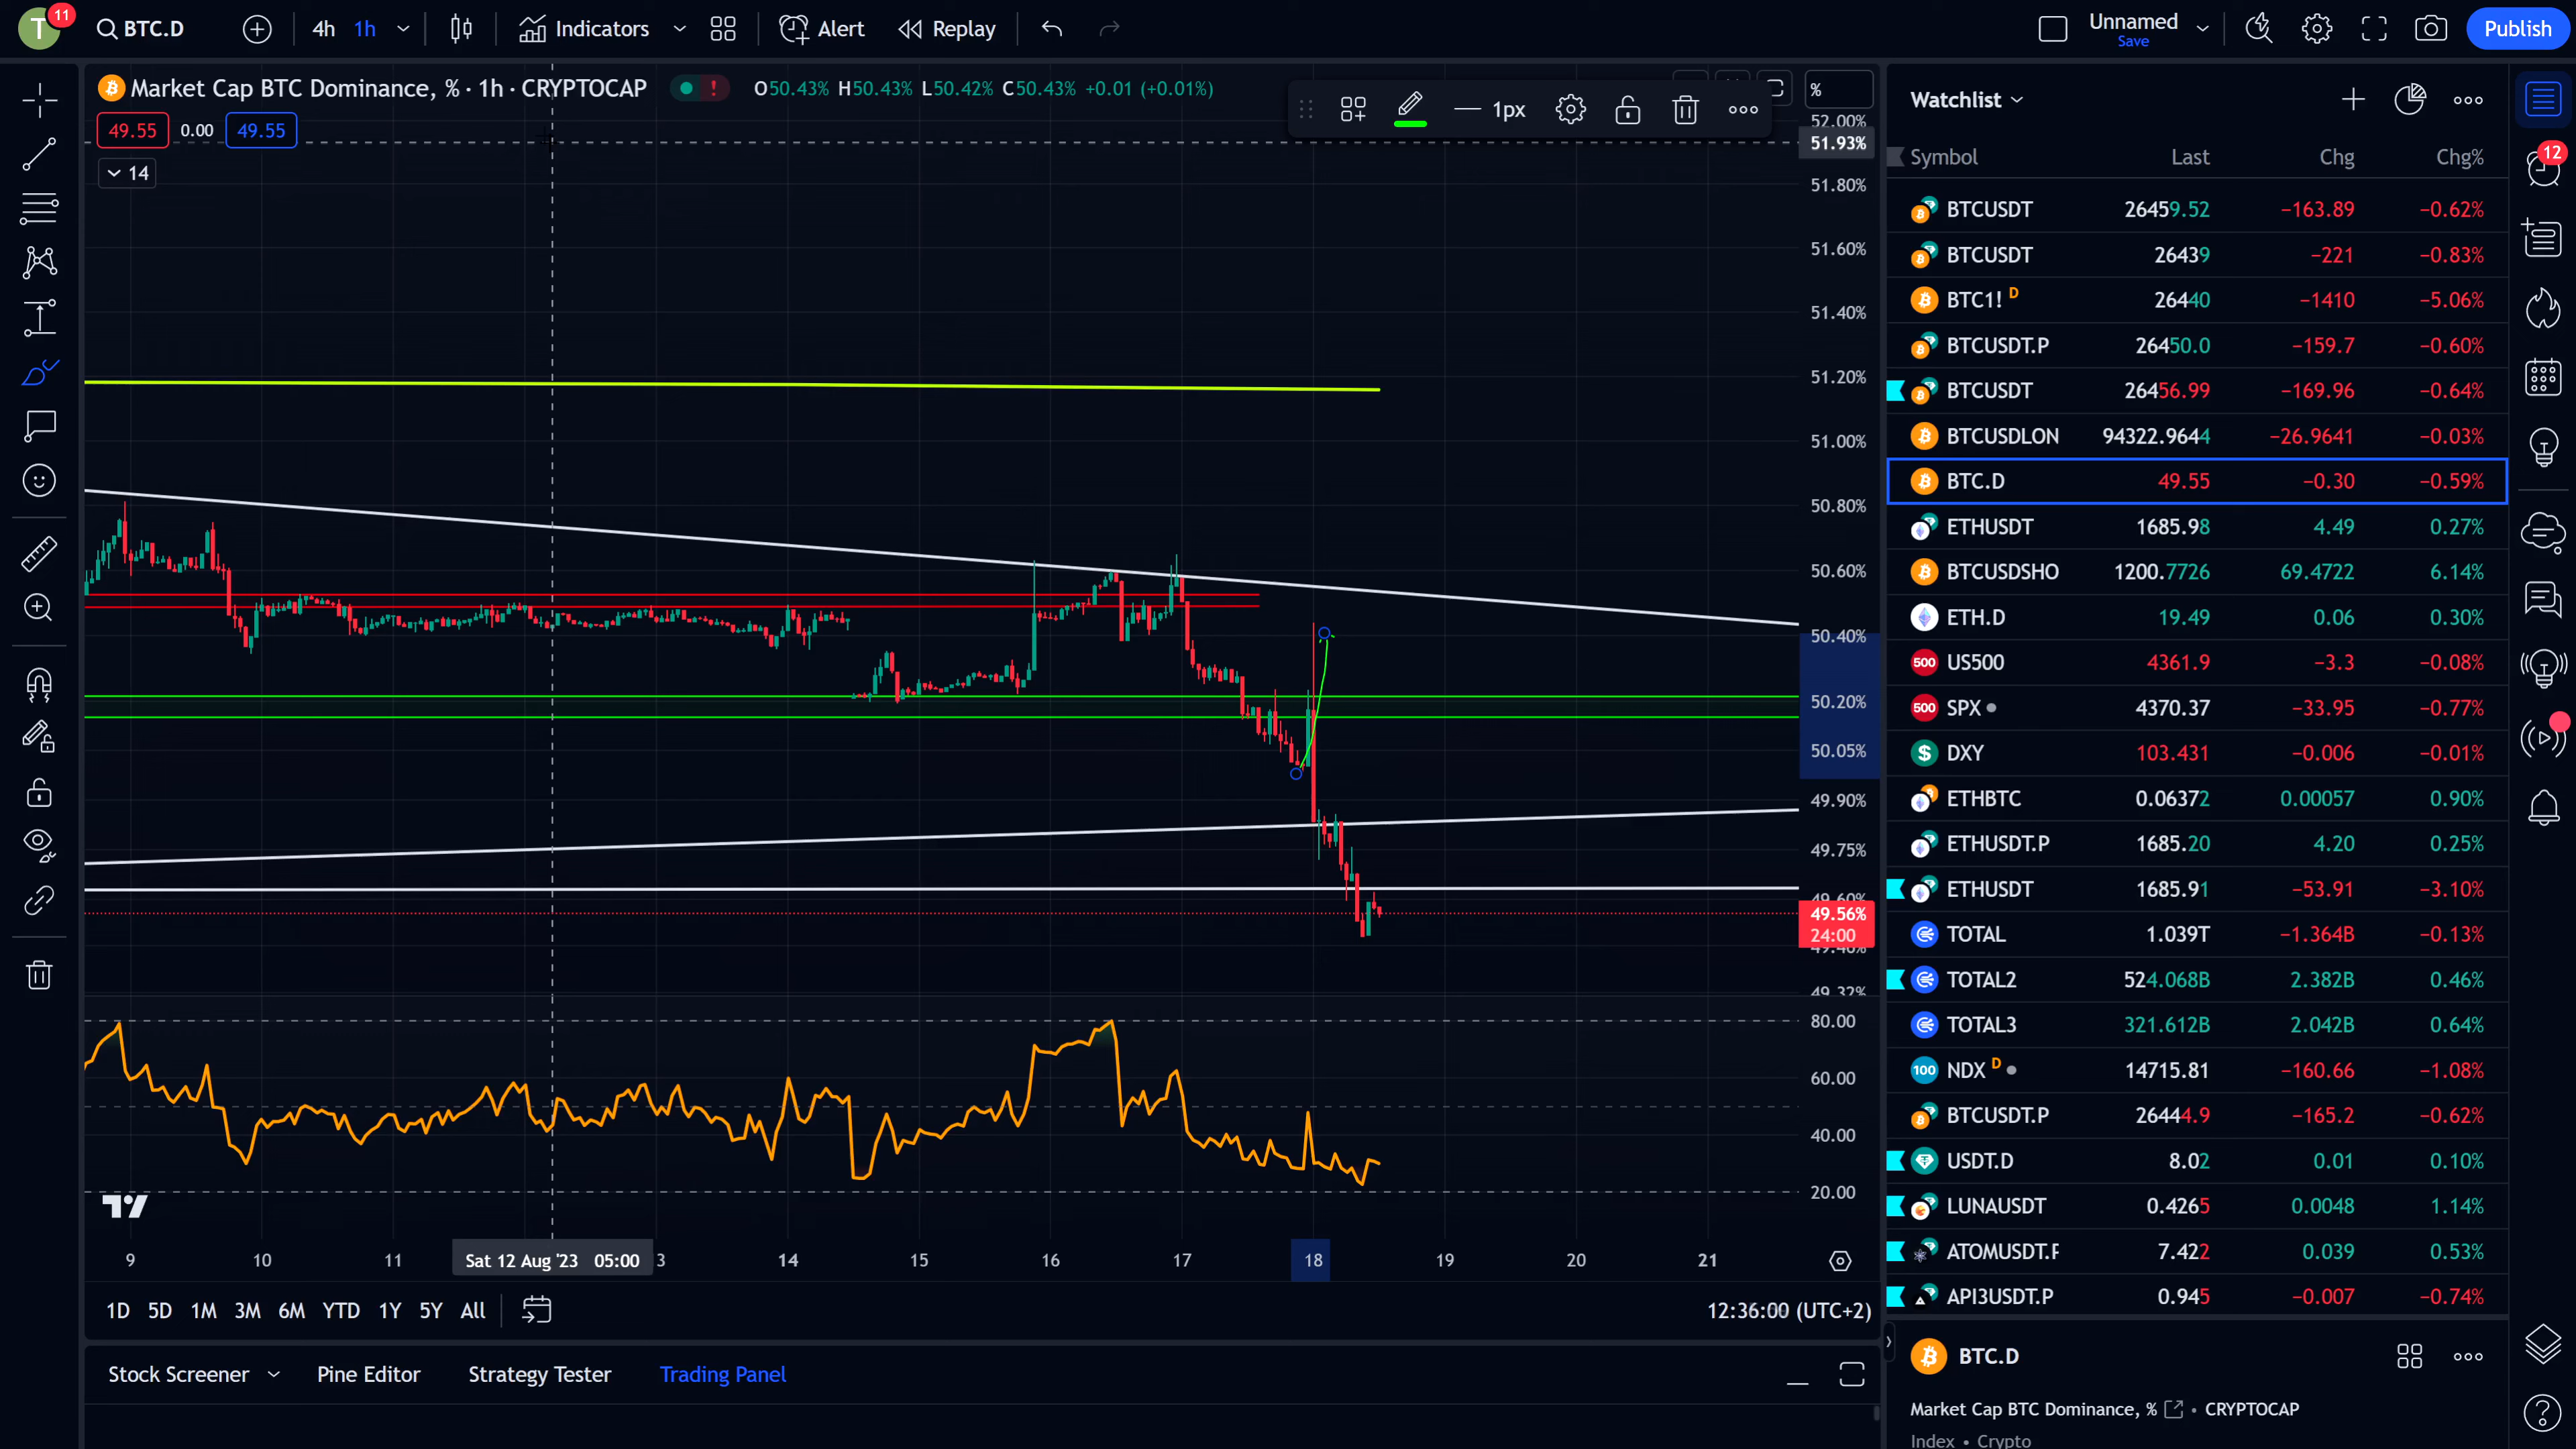 T 11 BTC.D 4h 1h Indicators Alert Replay Unnamed Save Publish
Market Cap BTC Dominance, % · 1h · CRYPTOCAP ! O50.43% H50.43% L50.42% C50.43% +0.01 (+0.01%)
1px
%
49.55 0.00 49.55
14
52.00%
51.93%
51.80%
51.60%
51.40%
51.20%
51.00%
50.80%
50.60%
50.40%
50.20%
50.05%
49.90%
49.75%
49.60%
49.56%
24:00
49.32%
80.00
60.00
40.00
20.00
9 10 11 Sat 12 Aug '23 05:00 3 14 15 16 17 18 19 20 21
1D 5D 1M 3M 6M YTD 1Y 5Y All 12:36:00 (UTC+2)
Stock Screener Pine Editor Strategy Tester Trading Panel
Watchlist
Symbol Last Chg Chg%
BTCUSDT 26459.52 −163.89 −0.62%
BTCUSDT 26439 −221 −0.83%
BTC1! D 26440 −1410 −5.06%
BTCUSDT.P 26450.0 −159.7 −0.60%
BTCUSDT 26456.99 −169.96 −0.64%
BTCUSDLON 94322.9644 −26.9641 −0.03%
BTC.D 49.55 −0.30 −0.59%
ETHUSDT 1685.98 4.49 0.27%
BTCUSDSHO 1200.7726 69.4722 6.14%
ETH.D 19.49 0.06 0.30%
500 US500 4361.9 −3.3 −0.08%
500 SPX 4370.37 −33.95 −0.77%
$ DXY 103.431 −0.006 −0.01%
ETHBTC 0.06372 0.00057 0.90%
ETHUSDT.P 1685.20 4.20 0.25%
ETHUSDT 1685.91 −53.91 −3.10%
TOTAL 1.039T −1.364B −0.13%
TOTAL2 524.068B 2.382B 0.46%
TOTAL3 321.612B 2.042B 0.64%
100 NDX D 14715.81 −160.66 −1.08%
BTCUSDT.P 26444.9 −165.2 −0.62%
USDT.D 8.02 0.01 0.10%
LUNAUSDT 0.4265 0.0048 1.14%
ATOMUSDT.F 7.422 0.039 0.53%
API3USDT.P 0.945 −0.007 −0.74%
BTC.D
Market Cap BTC Dominance, % • CRYPTOCAP
Index • Crypto
12